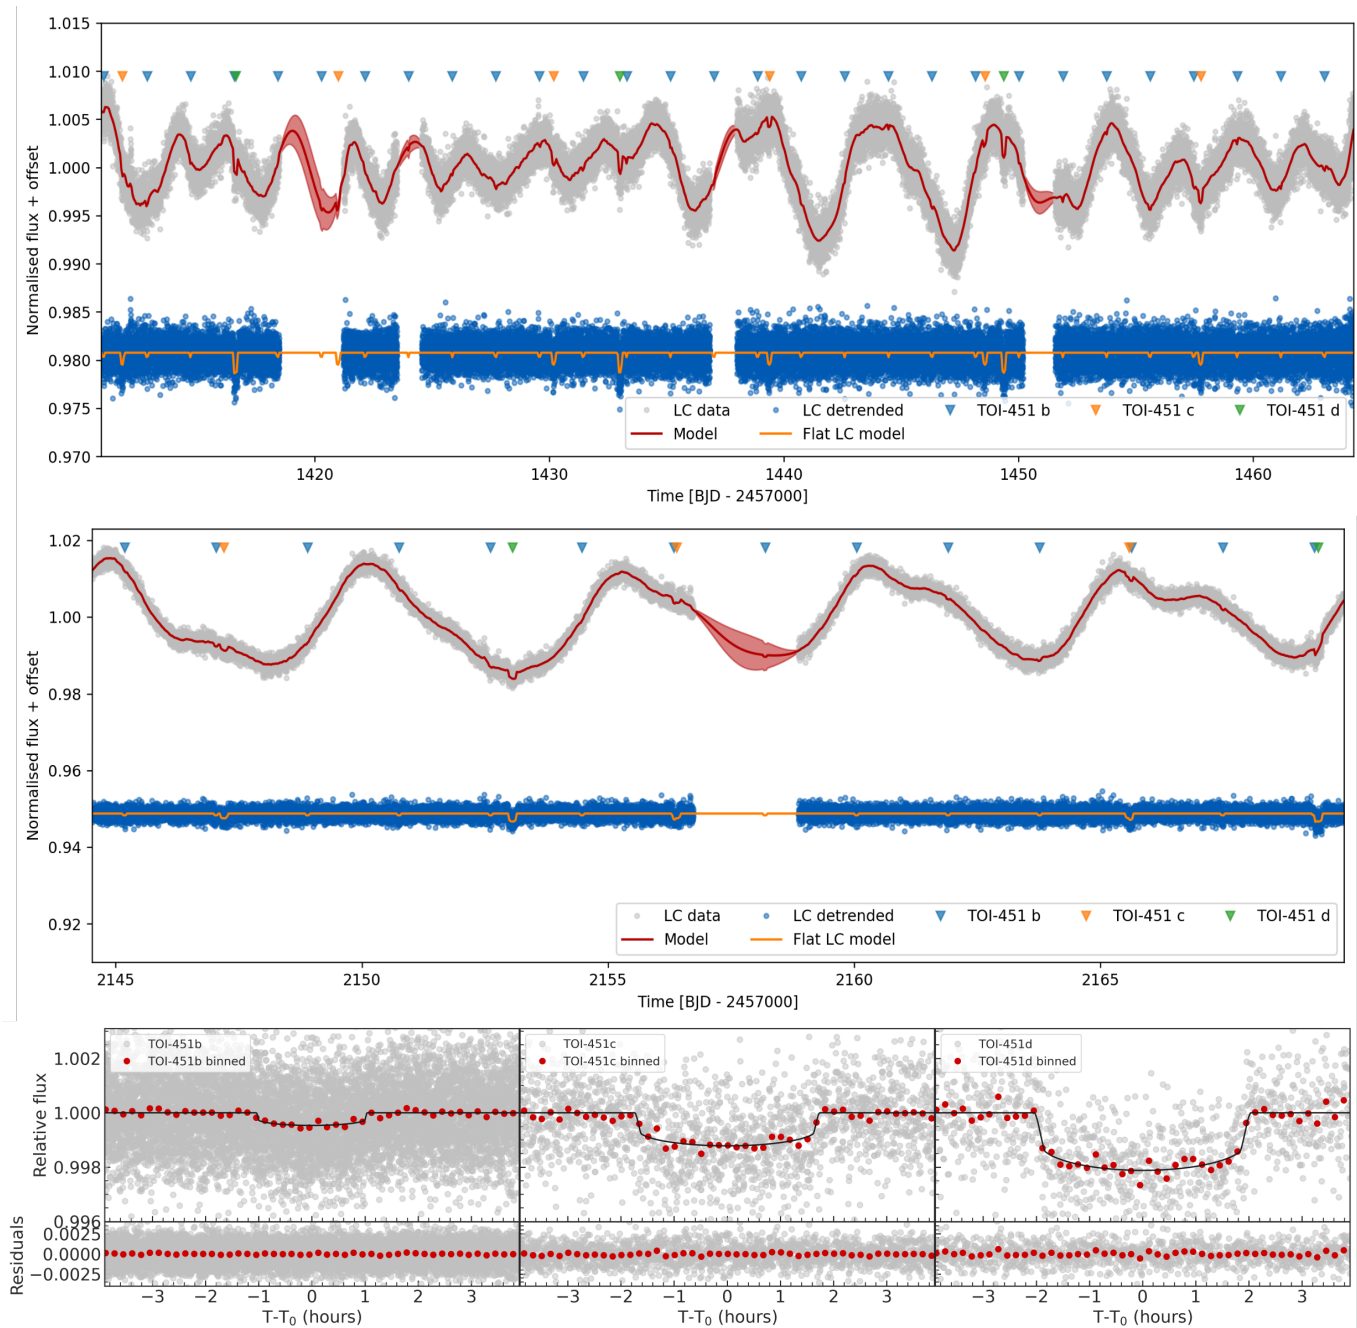 1.015
1.010
1.005
1.000
0.995
0.990
0.985
0.980
0.975
0.970
Normalised flux + offset
LC data
LC detrended
TOI-451 b
TOI-451 c
TOI-451 d
Model
Flat LC model
1420
1430
1440
1450
1460
Time [BJD - 2457000]
1.02
1.00
0.98
0.96
0.94
0.92
Normalised flux + offset
LC data
LC detrended
TOI-451 b
TOI-451 c
TOI-451 d
Model
Flat LC model
2145
2150
2155
2160
2165
Time [BJD - 2457000]
1.002
1.000
0.998
0.996
Relative flux
TOI-451b
TOI-451b binned
TOI-451c
TOI-451c binned
TOI-451d
TOI-451d binned
0.0025
0.0000
−0.0025
Residuals
−3 −2 −1 0 1 2 3
T-T₀ (hours)
−3 −2 −1 0 1 2 3
T-T₀ (hours)
−3 −2 −1 0 1 2 3
T-T₀ (hours)